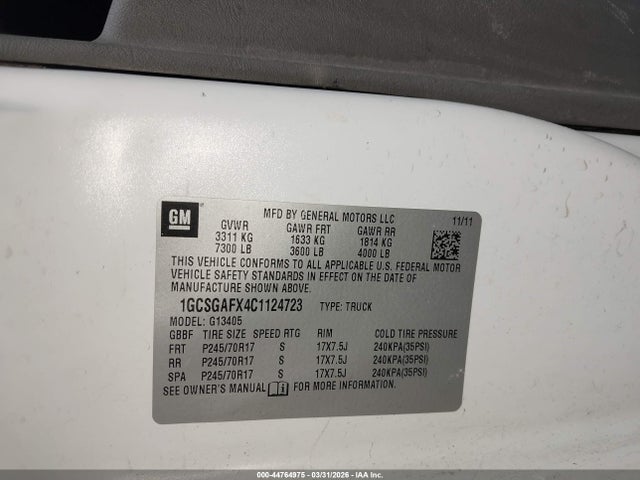 GM
MFD BY GENERAL MOTORS LLC 11/11
GVWR GAWR FRT GAWR RR
3311 KG 1633 KG 1814 KG
7300 LB 3600 LB 4000 LB
THIS VEHICLE CONFORMS TO ALL APPLICABLE U.S. FEDERAL MOTOR
VEHICLE SAFETY STANDARDS IN EFFECT ON THE DATE OF
MANUFACTURE SHOWN ABOVE.
1GCSGAFX4C1124723 TYPE: TRUCK
MODEL: G13405
GBBF TIRE SIZE SPEED RTG RIM COLD TIRE PRESSURE
FRT P245/70R17 S 17X7.5J 240KPA(35PSI)
RR P245/70R17 S 17X7.5J 240KPA(35PSI)
SPA P245/70R17 S 17X7.5J 240KPA(35PSI)
SEE OWNER'S MANUAL FOR MORE INFORMATION.
000-44764975 - 03/31/2026 - IAA Inc.